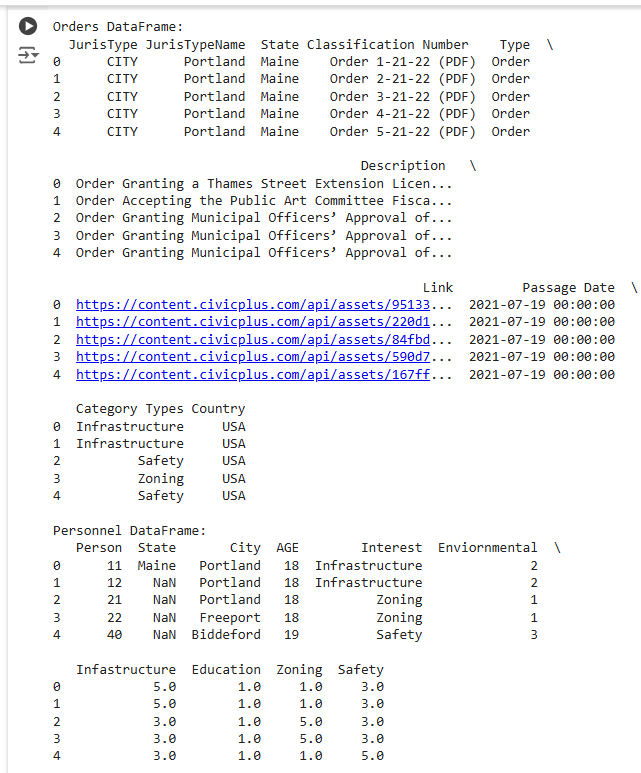 Orders DataFrame:
JurisType JurisTypeName State Classification Number Type \
0 CITY Portland Maine Order 1-21-22 (PDF) Order
1 CITY Portland Maine Order 2-21-22 (PDF) Order
2 CITY Portland Maine Order 3-21-22 (PDF) Order
3 CITY Portland Maine Order 4-21-22 (PDF) Order
4 CITY Portland Maine Order 5-21-22 (PDF) Order
Description \
0 Order Granting a Thames Street Extension Licen...
1 Order Accepting the Public Art Committee Fisca...
2 Order Granting Municipal Officers’ Approval of...
3 Order Granting Municipal Officers’ Approval of...
4 Order Granting Municipal Officers’ Approval of...
Link Passage Date \
0 https://content.civicplus.com/api/assets/95133... 2021-07-19 00:00:00
1 https://content.civicplus.com/api/assets/220d1... 2021-07-19 00:00:00
2 https://content.civicplus.com/api/assets/84fbd... 2021-07-19 00:00:00
3 https://content.civicplus.com/api/assets/590d7... 2021-07-19 00:00:00
4 https://content.civicplus.com/api/assets/167ff... 2021-07-19 00:00:00
Category Types Country
0 Infrastructure USA
1 Infrastructure USA
2 Safety USA
3 Zoning USA
4 Safety USA
Personnel DataFrame:
Person State City AGE Interest Enviornmental \
0 11 Maine Portland 18 Infrastructure 2
1 12 NaN Portland 18 Infrastructure 2
2 21 NaN Portland 18 Zoning 1
3 22 NaN Freeport 18 Zoning 1
4 40 NaN Biddeford 19 Safety 3
Infastructure Education Zoning Safety
0 5.0 1.0 1.0 3.0
1 5.0 1.0 1.0 3.0
2 3.0 1.0 5.0 3.0
3 3.0 1.0 5.0 3.0
4 3.0 1.0 1.0 5.0